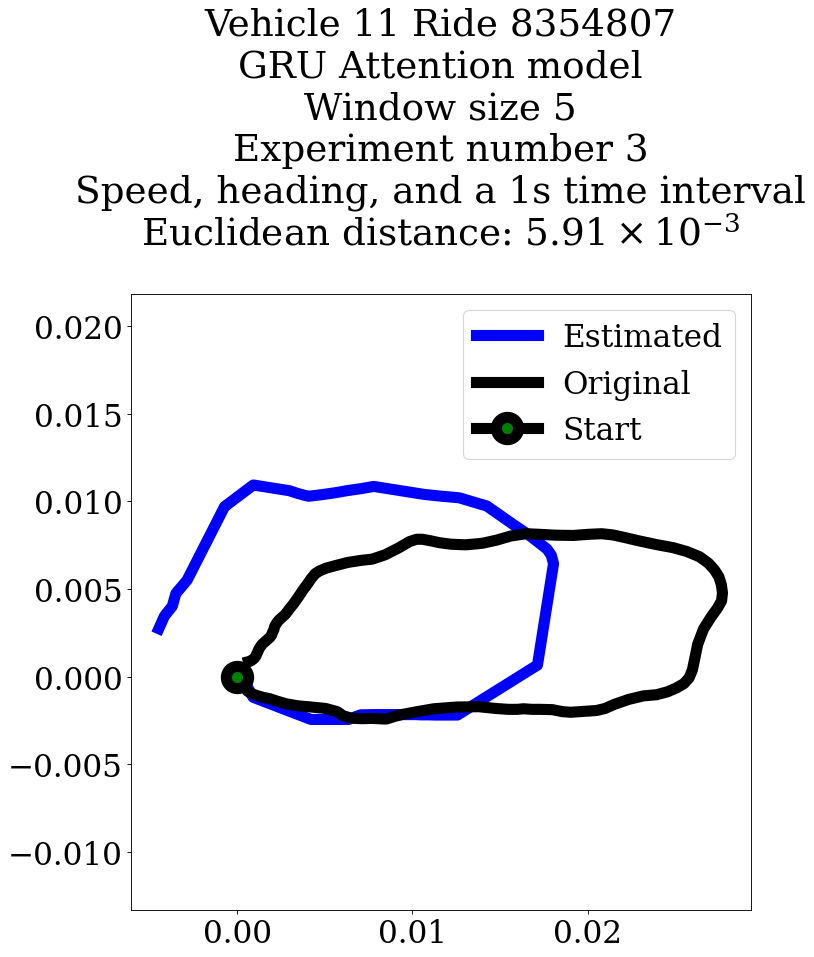 Vehicle 11 Ride 8354807
GRU Attention model
Window size 5
Experiment number 3
Speed, heading, and a 1s time interval
Euclidean distance: 5.91 × 10⁻³
Estimated
Original
Start
0.020
0.015
0.010
0.005
0.000
−0.005
−0.010
0.00 0.01 0.02